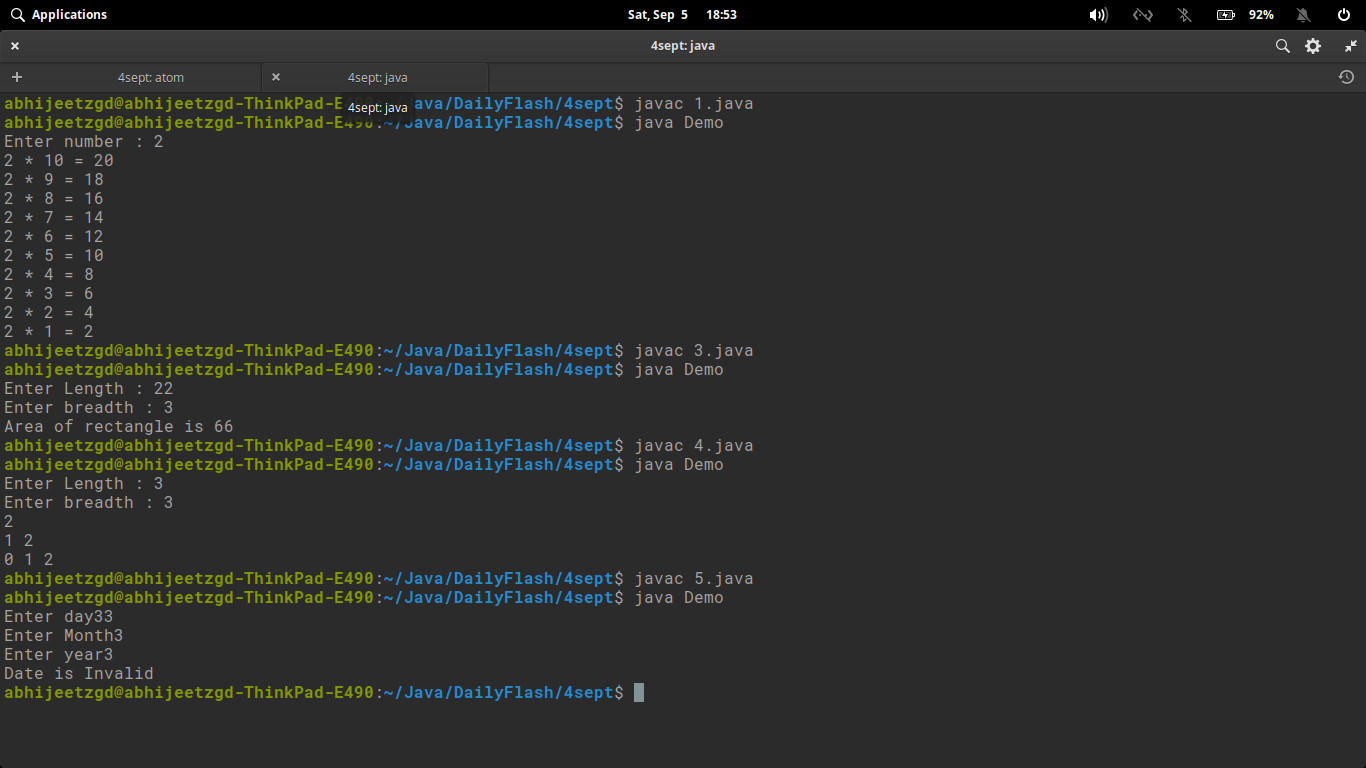 Applications
Sat, Sep 5 18:53
92%
4sept: java
4sept: atom
4sept: java
abhijeetzgd@abhijeetzgd-ThinkPad-E490:~/Java/DailyFlash/4sept$ javac 1.java
4sept: java
abhijeetzgd@abhijeetzgd-ThinkPad-E490:~/Java/DailyFlash/4sept$ java Demo
Enter number : 2
2 * 10 = 20
2 * 9 = 18
2 * 8 = 16
2 * 7 = 14
2 * 6 = 12
2 * 5 = 10
2 * 4 = 8
2 * 3 = 6
2 * 2 = 4
2 * 1 = 2
abhijeetzgd@abhijeetzgd-ThinkPad-E490:~/Java/DailyFlash/4sept$ javac 3.java
abhijeetzgd@abhijeetzgd-ThinkPad-E490:~/Java/DailyFlash/4sept$ java Demo
Enter Length : 22
Enter breadth : 3
Area of rectangle is 66
abhijeetzgd@abhijeetzgd-ThinkPad-E490:~/Java/DailyFlash/4sept$ javac 4.java
abhijeetzgd@abhijeetzgd-ThinkPad-E490:~/Java/DailyFlash/4sept$ java Demo
Enter Length : 3
Enter breadth : 3
2
1 2
0 1 2
abhijeetzgd@abhijeetzgd-ThinkPad-E490:~/Java/DailyFlash/4sept$ javac 5.java
abhijeetzgd@abhijeetzgd-ThinkPad-E490:~/Java/DailyFlash/4sept$ java Demo
Enter day33
Enter Month3
Enter year3
Date is Invalid
abhijeetzgd@abhijeetzgd-ThinkPad-E490:~/Java/DailyFlash/4sept$